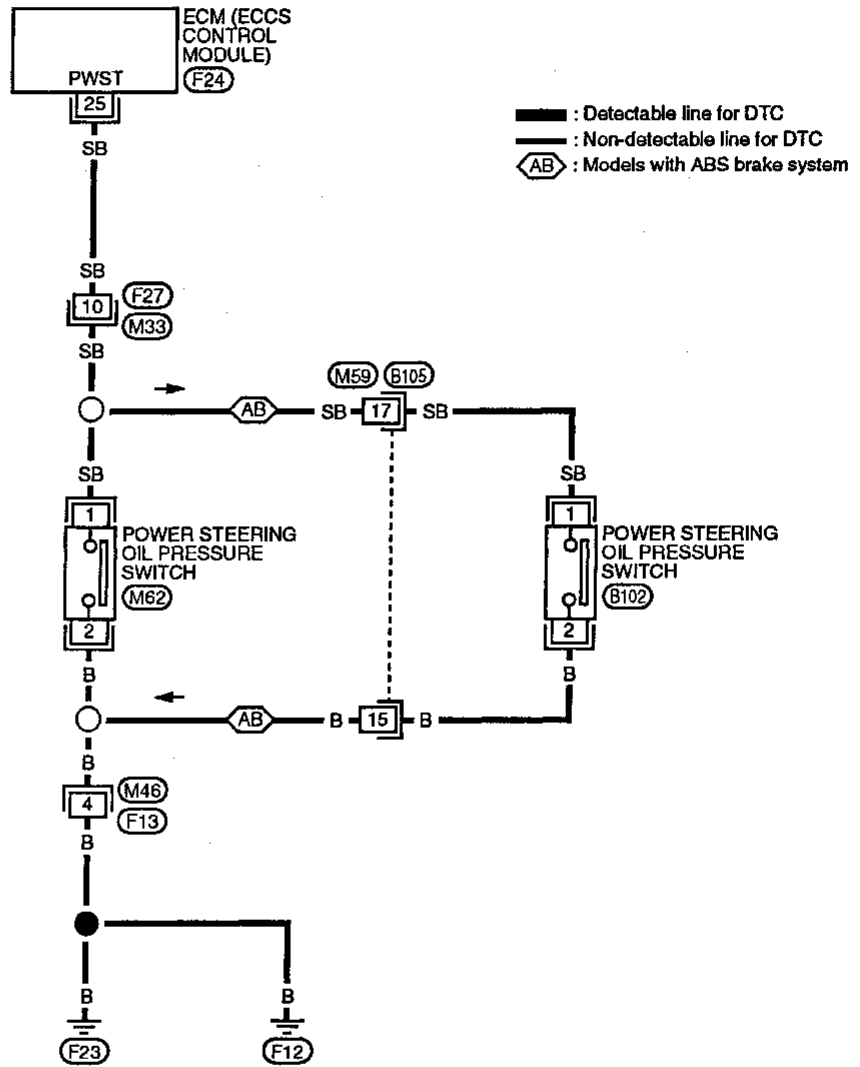 ECM (ECCS
CONTROL
MODULE)
F24
PWST
25
SB
: Detectable line for DTC
: Non-detectable line for DTC
AB : Models with ABS brake system
SB
10
F27
M33
SB
M59 B105
AB SB 17 SB
SB
1
POWER STEERING
OIL PRESSURE
SWITCH
M62
2
B
SB
1
POWER STEERING
OIL PRESSURE
SWITCH
B102
2
B
AB B 15 B
B
4
M46
F13
B
B
F23
B
F12